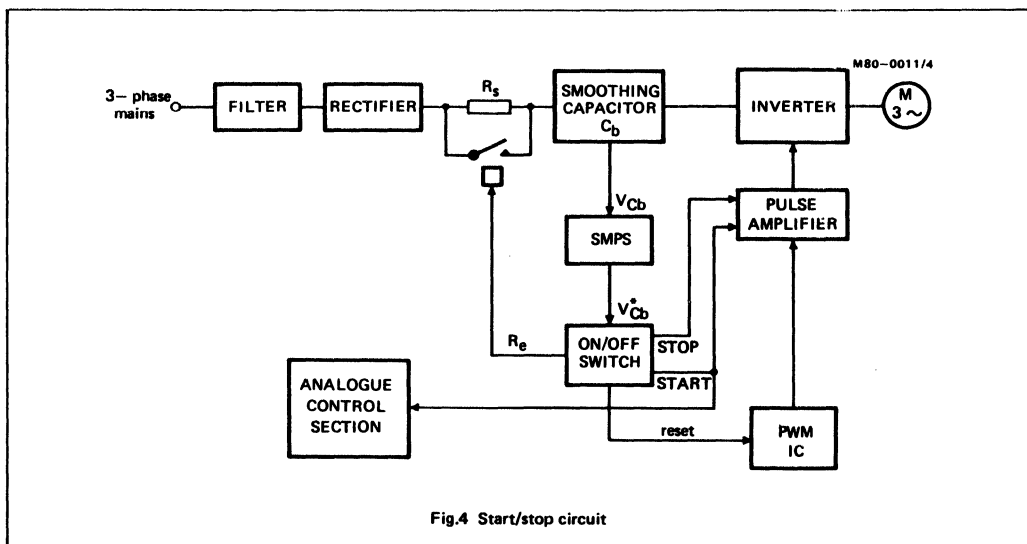 M80-0011/4
3- phase
mains
FILTER
RECTIFIER
Rs
SMOOTHING
CAPACITOR
Cb
INVERTER
M
3 ~
VCb
SMPS
PULSE
AMPLIFIER
V*Cb
Re
ON/OFF
SWITCH
STOP
START
ANALOGUE
CONTROL
SECTION
reset
PWM
IC
Fig.4 Start/stop circuit